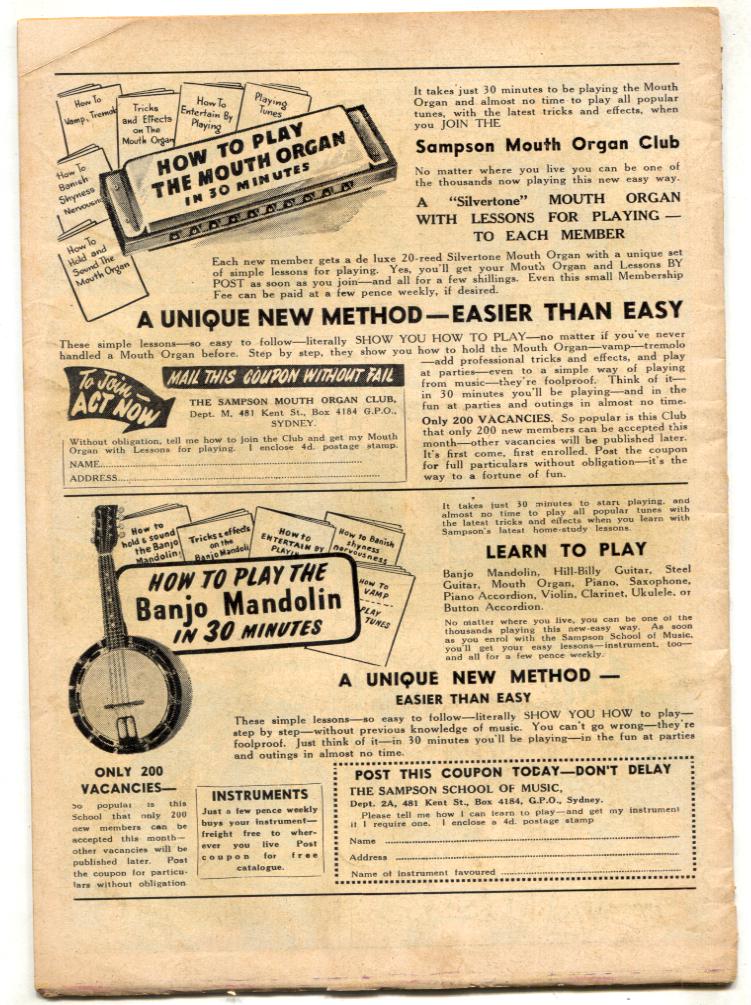 How To
Vamp, Tremolo
Tricks
and Effects
on The
Mouth Organ
How To
Entertain By
Playing
Playing
Tunes
How To
Banish
Shyness
Nervousn
How To
Hold and
Sound The
Mouth Organ
HOW TO PLAY
THE MOUTH ORGAN
IN 30 MINUTES
It takes just 30 minutes to be playing the Mouth
Organ and almost no time to play all popular
tunes, with the latest tricks and effects, when
you JOIN THE
Sampson Mouth Organ Club
No matter where you live you can be one of
the thousands now playing this new easy way.
A "Silvertone" MOUTH ORGAN
WITH LESSONS FOR PLAYING —
TO EACH MEMBER
Each new member gets a de luxe 20-reed Silvertone Mouth Organ with a unique set
of simple lessons for playing. Yes, you'll get your Mouth Organ and Lessons BY
POST as soon as you join—and all for a few shillings. Even this small Membership
Fee can be paid at a few pence weekly, if desired.
A UNIQUE NEW METHOD—EASIER THAN EASY
These simple lessons—so easy to follow—literally SHOW YOU HOW TO PLAY—no matter if you've never
handled a Mouth Organ before. Step by step, they show you how to hold the Mouth Organ—vamp—tremolo
—add professional tricks and effects, and play
at parties—even to a simple way of playing
from music—they're foolproof. Think of it—
in 30 minutes you'll be playing—and in the
fun at parties and outings in almost no time.
Only 200 VACANCIES. So popular is this Club
that only 200 new members can be accepted this
month—other vacancies will be published later.
It's first come, first enrolled. Post the coupon
for full particulars without obligation—it's the
way to a fortune of fun.
To Join—
ACT NOW
MAIL THIS COUPON WITHOUT FAIL
THE SAMPSON MOUTH ORGAN CLUB,
Dept. M, 481 Kent St., Box 4184 G.P.O.,
SYDNEY.
Without obligation, tell me how to join the Club and get my Mouth
Organ with Lessons for playing. I enclose 4d. postage stamp.
NAME
ADDRESS
How to
hold & sound
the Banjo
Mandolin!
Tricks & effects
on the
Banjo Mandoli
How to
ENTERTAIN BY
PLAYIN
How to Banish
shyness
nervousness
How to
VAMP
PLAY
TUNES
HOW TO PLAY THE
Banjo Mandolin
IN 30 MINUTES
It takes just 30 minutes to start playing, and
almost no time to play all popular tunes with
the latest tricks and effects when you learn with
Sampson's latest home-study lessons.
LEARN TO PLAY
Banjo Mandolin, Hill-Billy Guitar, Steel
Guitar, Mouth Organ, Piano, Saxophone,
Piano Accordion, Violin, Clarinet, Ukulele, or
Button Accordion.
No matter where you live, you can be one of the
thousands playing this new-easy way. As soon
as you enrol with the Sampson School of Music,
you'll get your easy lessons—instrument, too—
and all for a few pence weekly.
A UNIQUE NEW METHOD —
EASIER THAN EASY
These simple lessons—so easy to follow—literally SHOW YOU HOW to play—
step by step—without previous knowledge of music. You can't go wrong—they're
foolproof. Just think of it—in 30 minutes you'll be playing—in the fun at parties
and outings in almost no time.
ONLY 200
VACANCIES—
So popular is this
School that only 200
new members can be
accepted this month—
other vacancies will be
published later. Post
the coupon for particu-
lars without obligation
INSTRUMENTS
Just a few pence weekly
buys your instrument—
freight free to wher-
ever you live Post
coupon for free
catalogue.
POST THIS COUPON TODAY—DON'T DELAY
THE SAMPSON SCHOOL OF MUSIC,
Dept. 2A, 481 Kent St., Box 4184, G.P.O., Sydney.
Please tell me how I can learn to play—and get my instrument
if I require one. I enclose a 4d. postage stamp
Name
Address
Name of instrument favoured